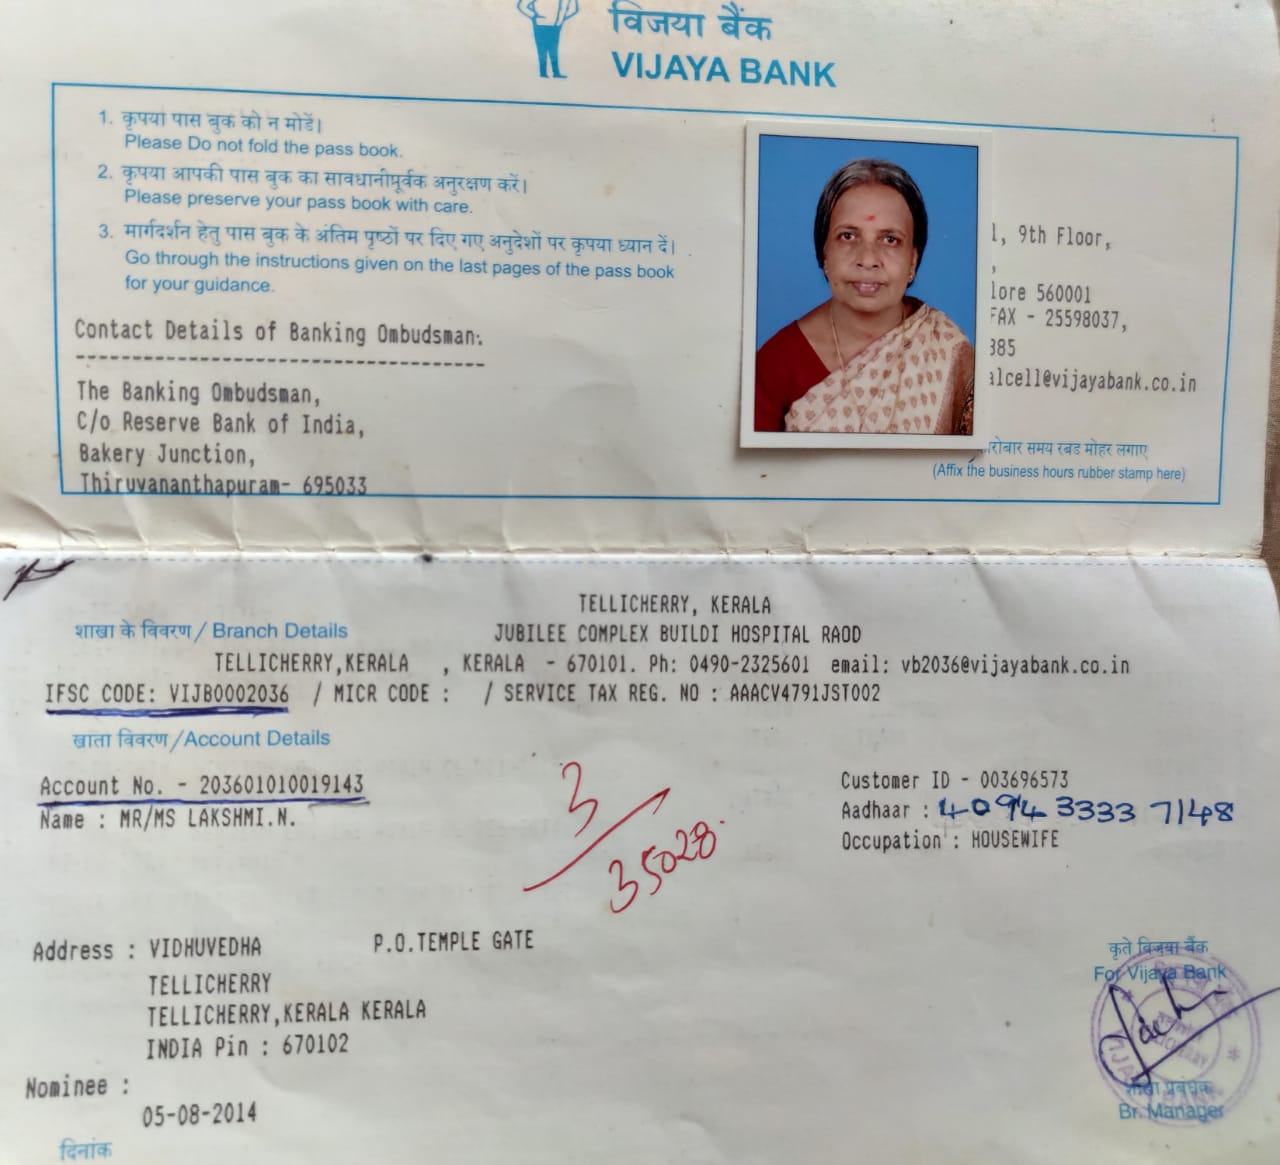 विजया बैंक
VIJAYA BANK
1. कृपया पास बुक को न मोडें।
Please Do not fold the pass book.
2. कृपया आपकी पास बुक का सावधानीपूर्वक अनुरक्षण करें।
Please preserve your pass book with care.
3. मार्गदर्शन हेतु पास बुक के अंतिम पृष्ठों पर दिए गए अनुदेशों पर कृपया ध्यान दें।
Go through the instructions given on the last pages of the pass book
for your guidance.
Contact Details of Banking Ombudsman:
The Banking Ombudsman,
C/o Reserve Bank of India,
Bakery Junction,
Thiruvananthapuram- 695033
l, 9th Floor,
,
lore 560001
FAX - 25598037,
385
alcell@vijayabank.co.in
समय रबड मोहर लगाए
(Affix the business hours rubber stamp here)
TELLICHERRY, KERALA
शाखा के विवरण / Branch Details JUBILEE COMPLEX BUILDI HOSPITAL RAOD
TELLICHERRY,KERALA , KERALA - 670101. Ph: 0490-2325601 email: vb2036@vijayabank.co.in
IFSC CODE: VIJB0002036 / MICR CODE : / SERVICE TAX REG. NO : AAACV4791JST002
खाता विवरण/Account Details
Account No. - 203601010019143
Name : MR/MS LAKSHMI.N.
3/35028
Customer ID - 003696573
Aadhaar : 4094 3333 7148
Occupation : HOUSEWIFE
Address : VIDHUVEDHA P.O.TEMPLE GATE
TELLICHERRY
TELLICHERRY,KERALA KERALA
INDIA Pin : 670102
Nominee :
05-08-2014
दिनांक
कृते विजया बैंक
For Vijaya Bank
शाखा प्रबंधक
Br. Manager